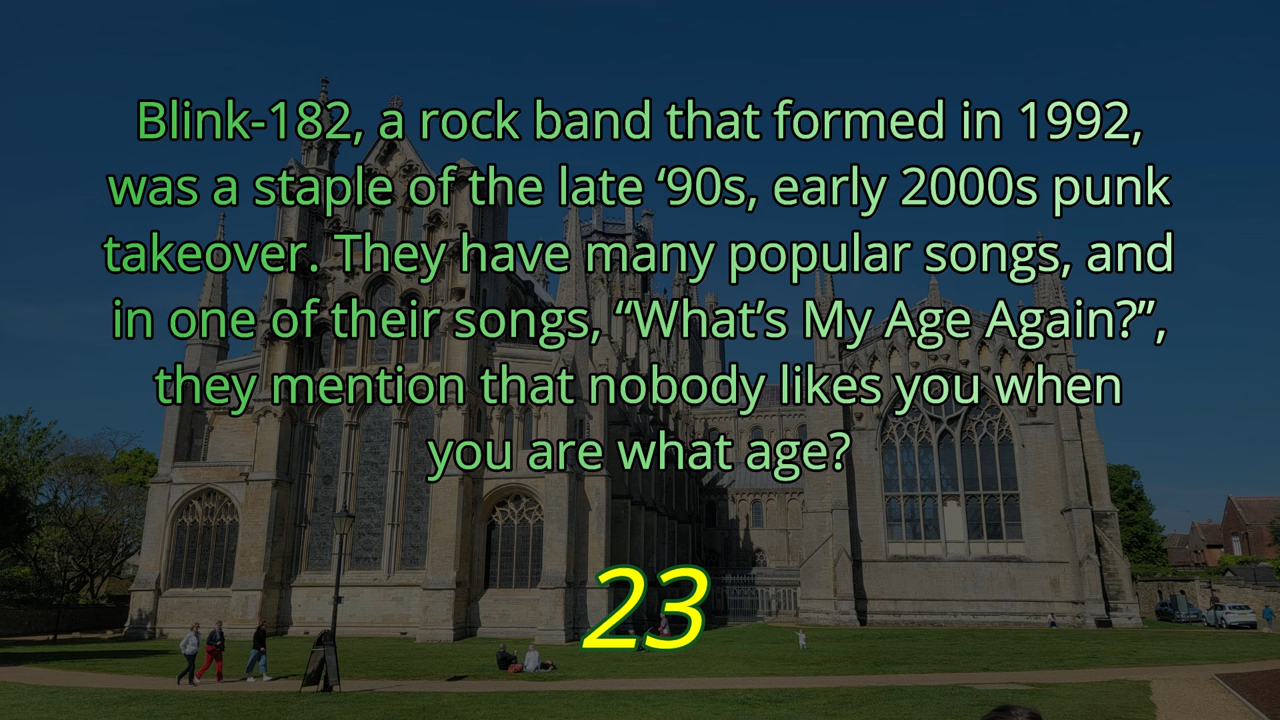 Blink-182, a rock band that formed in 1992,
was a staple of the late ‘90s, early 2000s punk
takeover. They have many popular songs, and
in one of their songs, “What’s My Age Again?”,
they mention that nobody likes you when
you are what age?
23